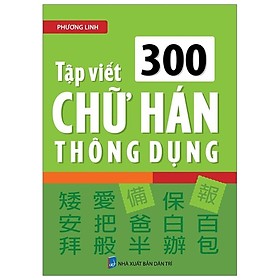 PHƯƠNG LINH
Tập viết 300
CHỮ HÁN
THÔNG DỤNG
矮 愛 備 保 報
安 把 爸 白 百
拜 般 半 辦 包
NHÀ XUẤT BẢN DÂN TRÍ